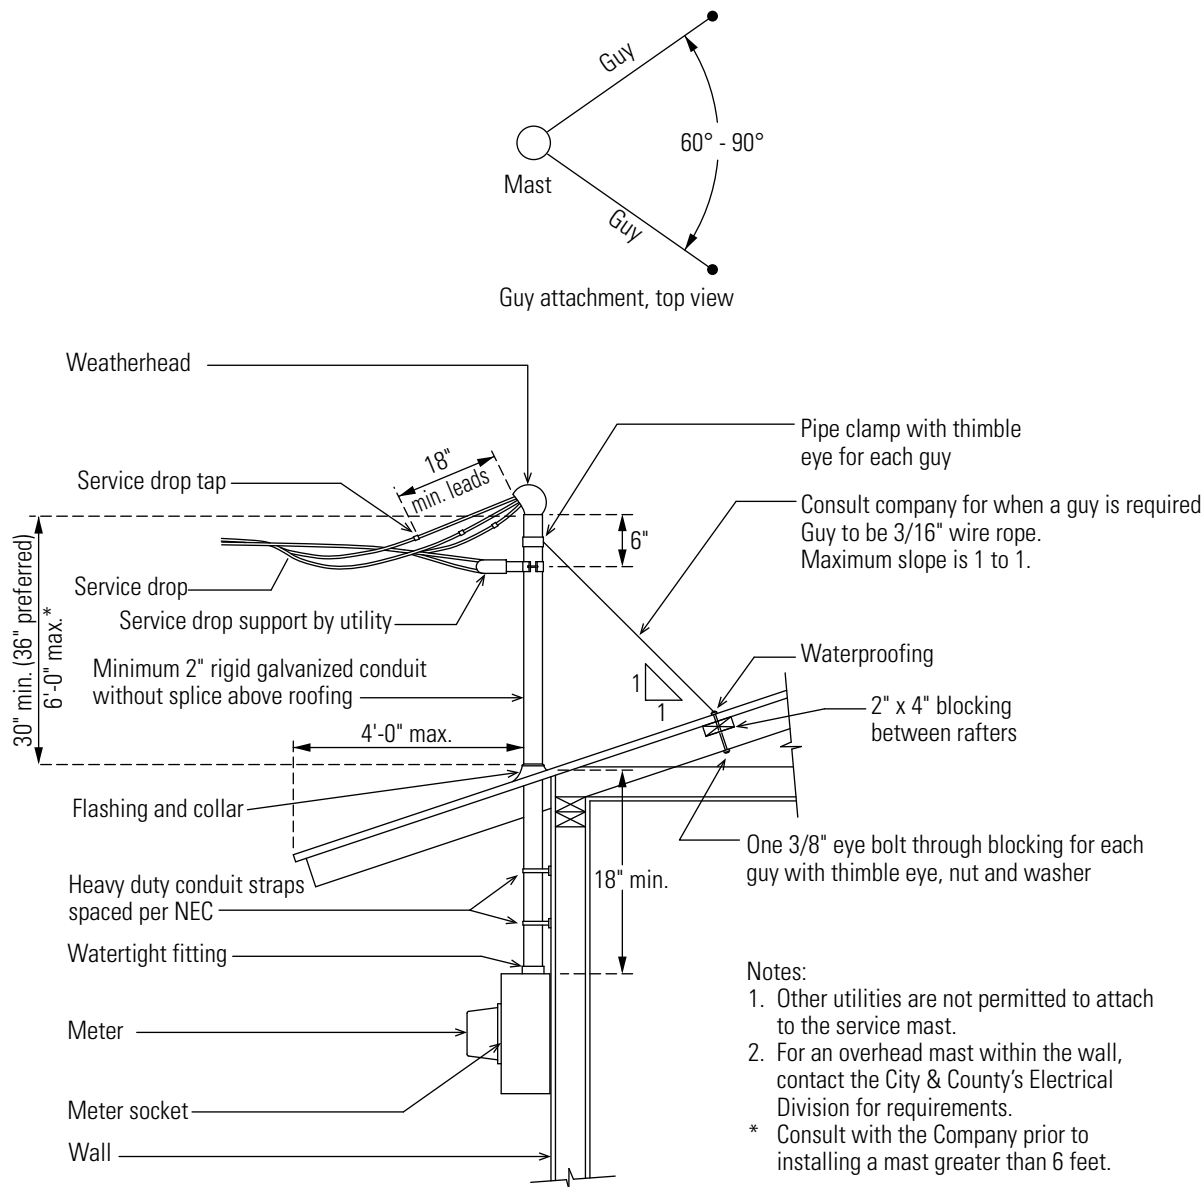 Guy
60° - 90°
Mast
Guy
Guy attachment, top view
Weatherhead
Pipe clamp with thimble
eye for each guy
18"
min. leads
Service drop tap
Consult company for when a guy is required
Guy to be 3/16" wire rope.
Maximum slope is 1 to 1.
6"
30" min. (36" preferred)
6'-0" max.*
Service drop
Service drop support by utility
Waterproofing
Minimum 2" rigid galvanized conduit
without splice above roofing
1
1
2" x 4" blocking
between rafters
4'-0" max.
Flashing and collar
One 3/8" eye bolt through blocking for each
guy with thimble eye, nut and washer
18" min.
Heavy duty conduit straps
spaced per NEC
Watertight fitting
Meter
Meter socket
Wall
Notes:
1. Other utilities are not permitted to attach
to the service mast.
2. For an overhead mast within the wall,
contact the City & County's Electrical
Division for requirements.
* Consult with the Company prior to
installing a mast greater than 6 feet.